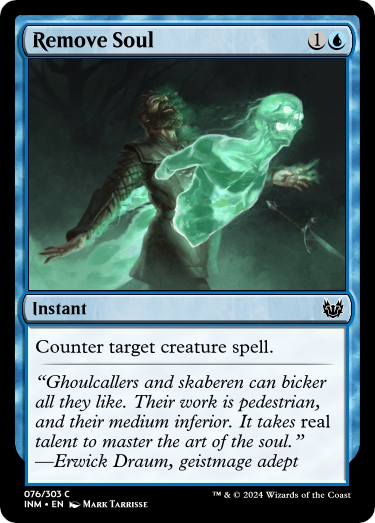 Remove Soul 1
Instant
Counter target creature spell.
“Ghoulcallers and skaberen can bicker
all they like. Their work is pedestrian,
and their medium inferior. It takes real
talent to master the art of the soul.”
—Erwick Draum, geistmage adept
076/303 C
INM • EN Mark Tarrisse
™ & © 2024 Wizards of the Coast